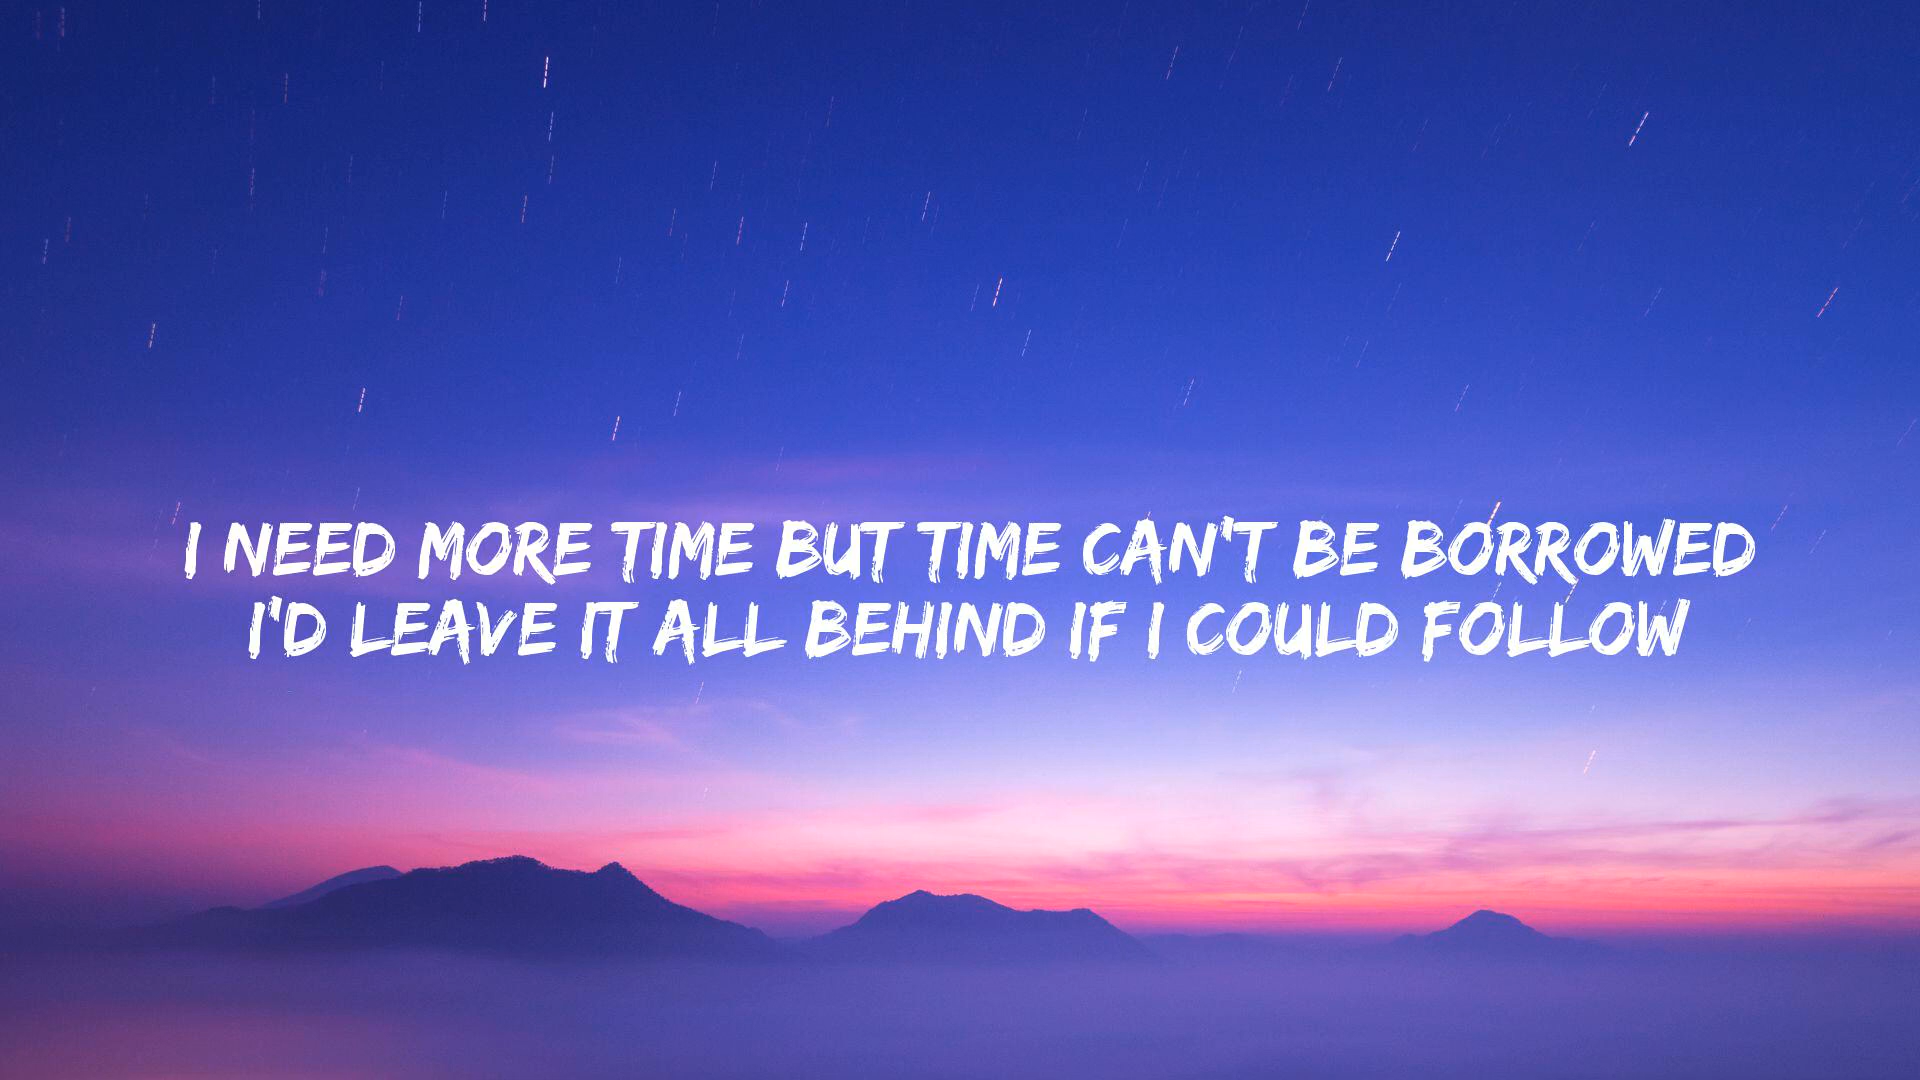 I NEED MORE TIME BUT TIME CAN'T BE BORROWED
I'D LEAVE IT ALL BEHIND IF I COULD FOLLOW